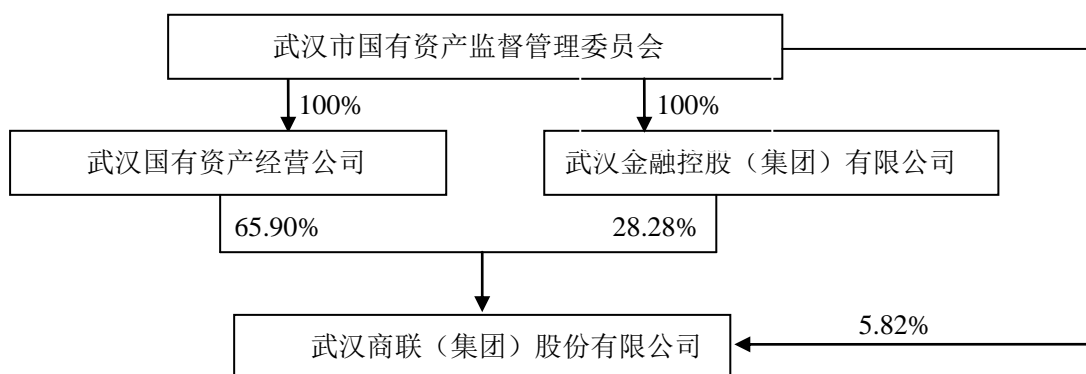 武汉市国有资产监督管理委员会
100%
100%
武汉国有资产经营公司
武汉金融控股（集团）有限公司
65.90%
28.28%
武汉商联（集团）股份有限公司
5.82%